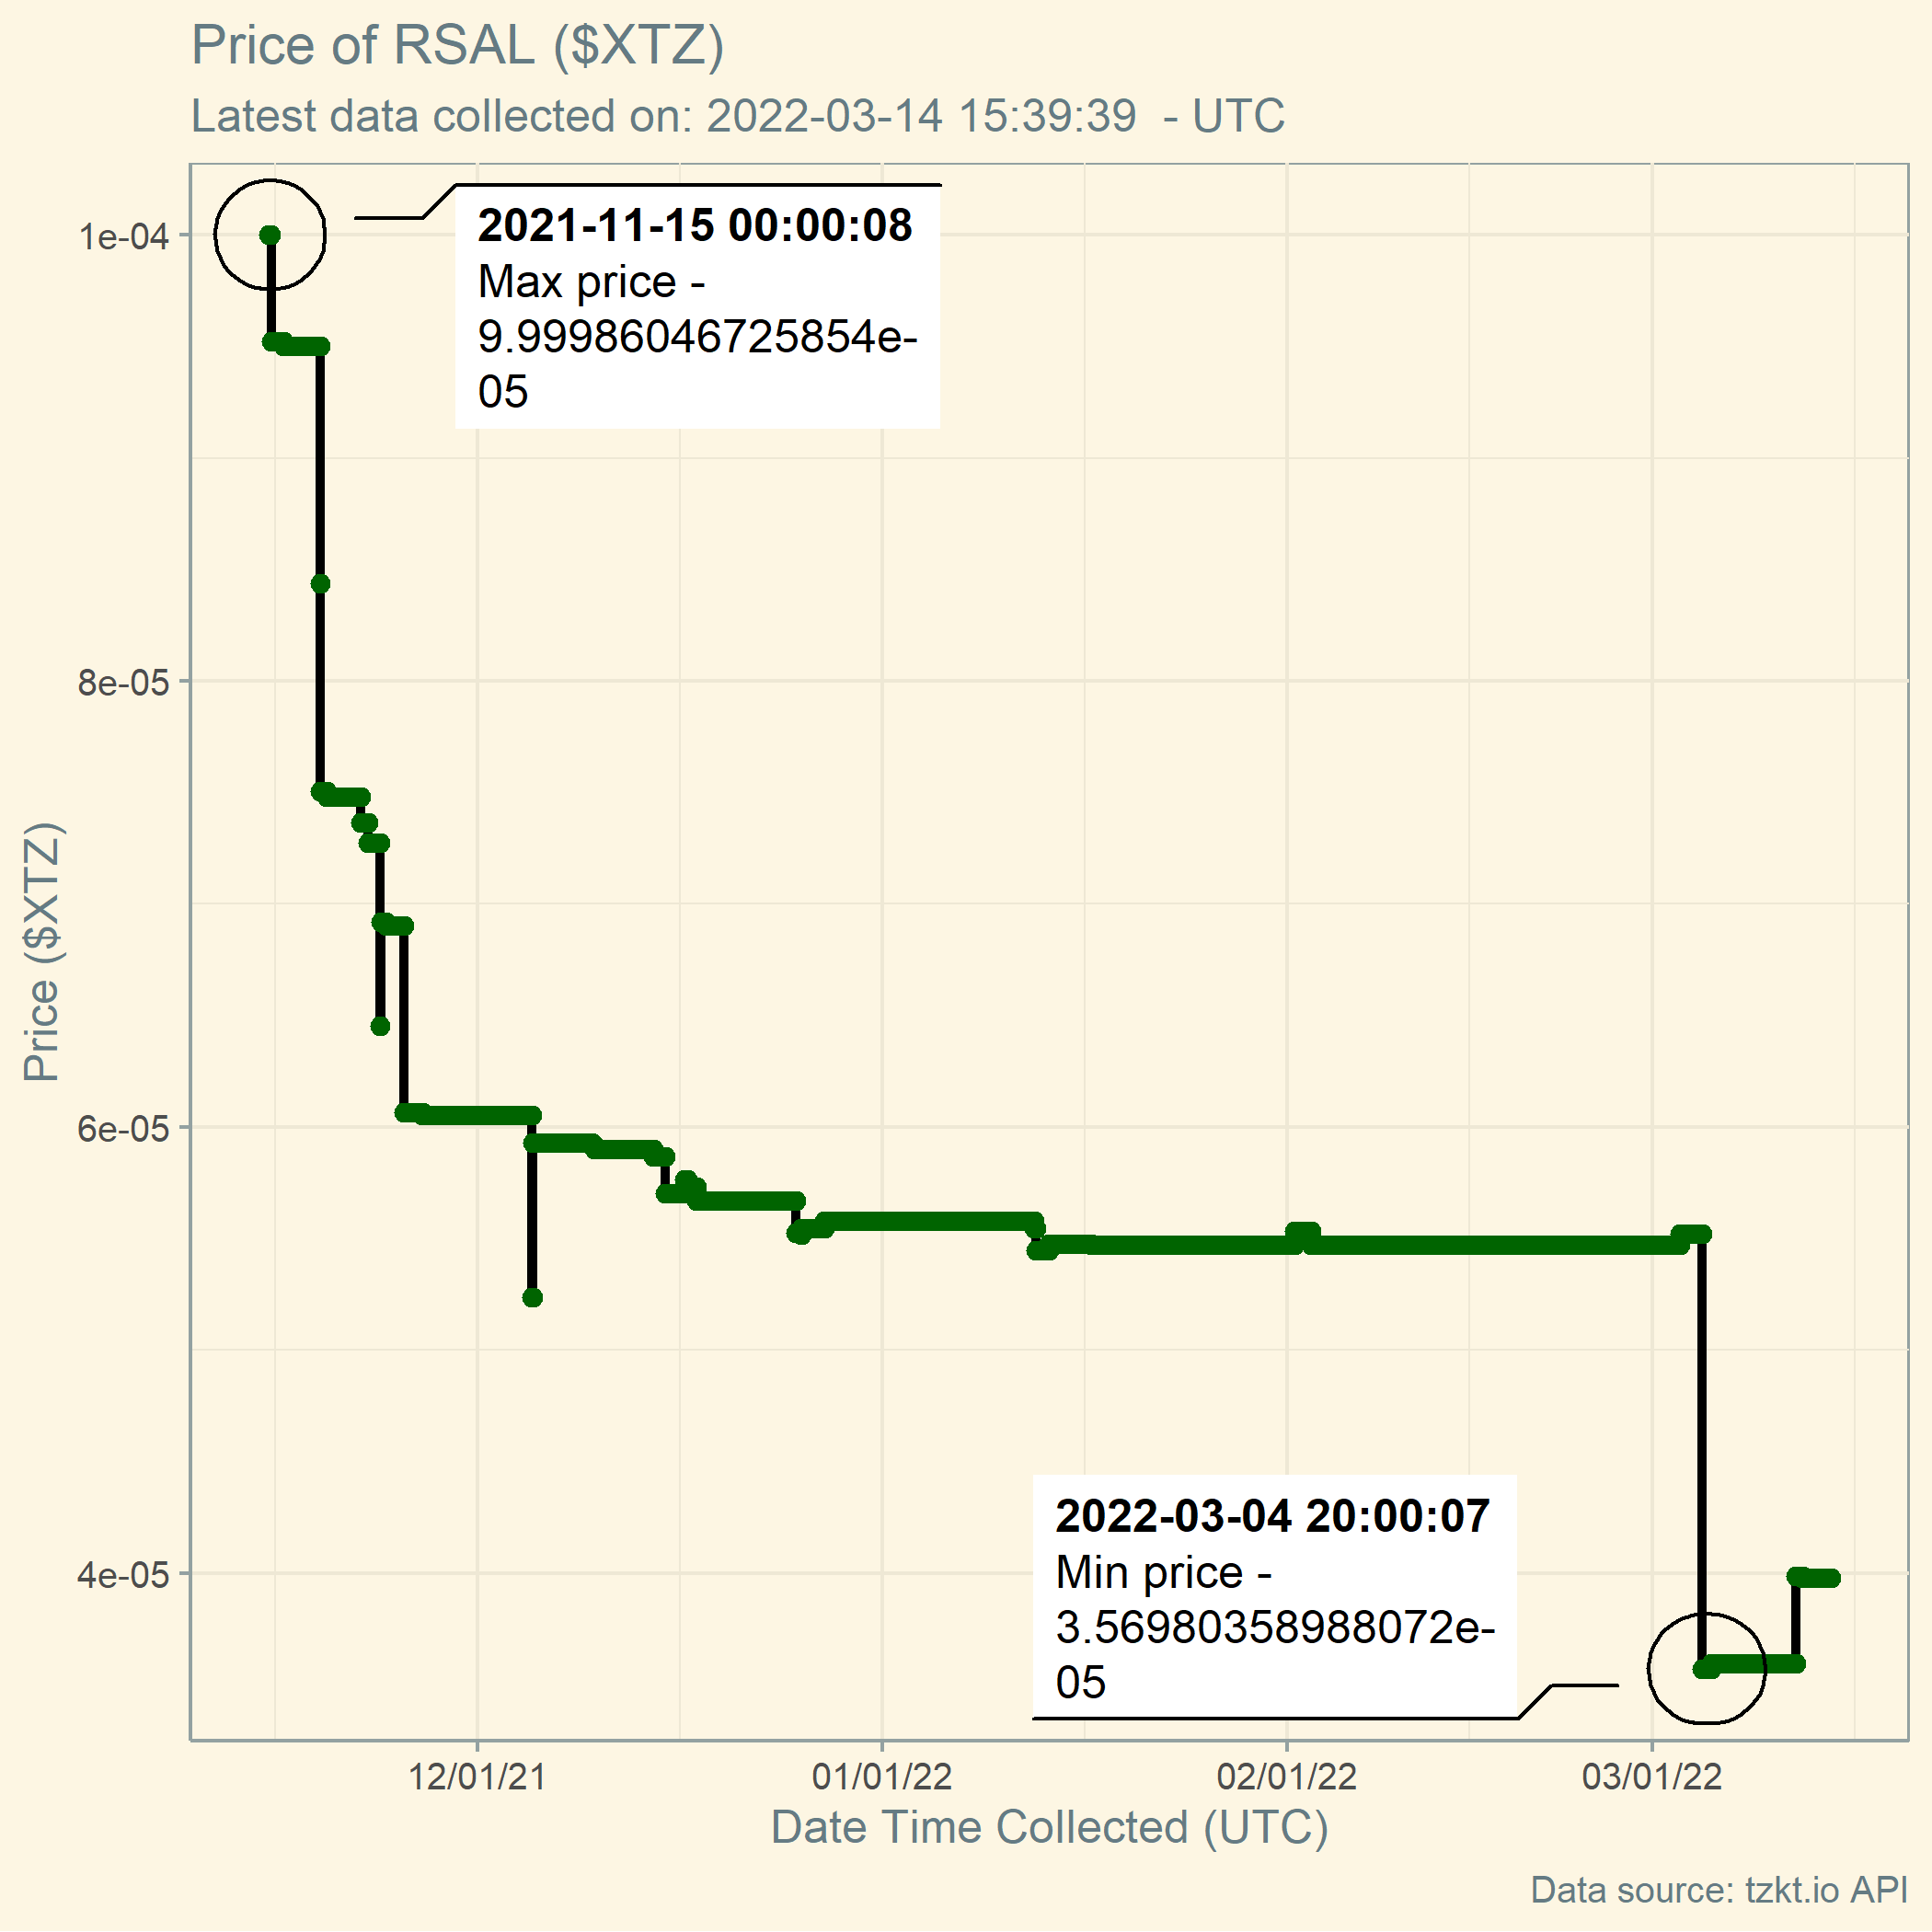 Price of RSAL ($XTZ)
Latest data collected on: 2022-03-14 15:39:39  - UTC
2021-11-15 00:00:08
Max price -
9.99986046725854e-
05
1e-04
8e-05
6e-05
4e-05
Price ($XTZ)
2022-03-04 20:00:07
Min price -
3.56980358988072e-
05
12/01/21
01/01/22
02/01/22
03/01/22
Date Time Collected (UTC)
Data source: tzkt.io API